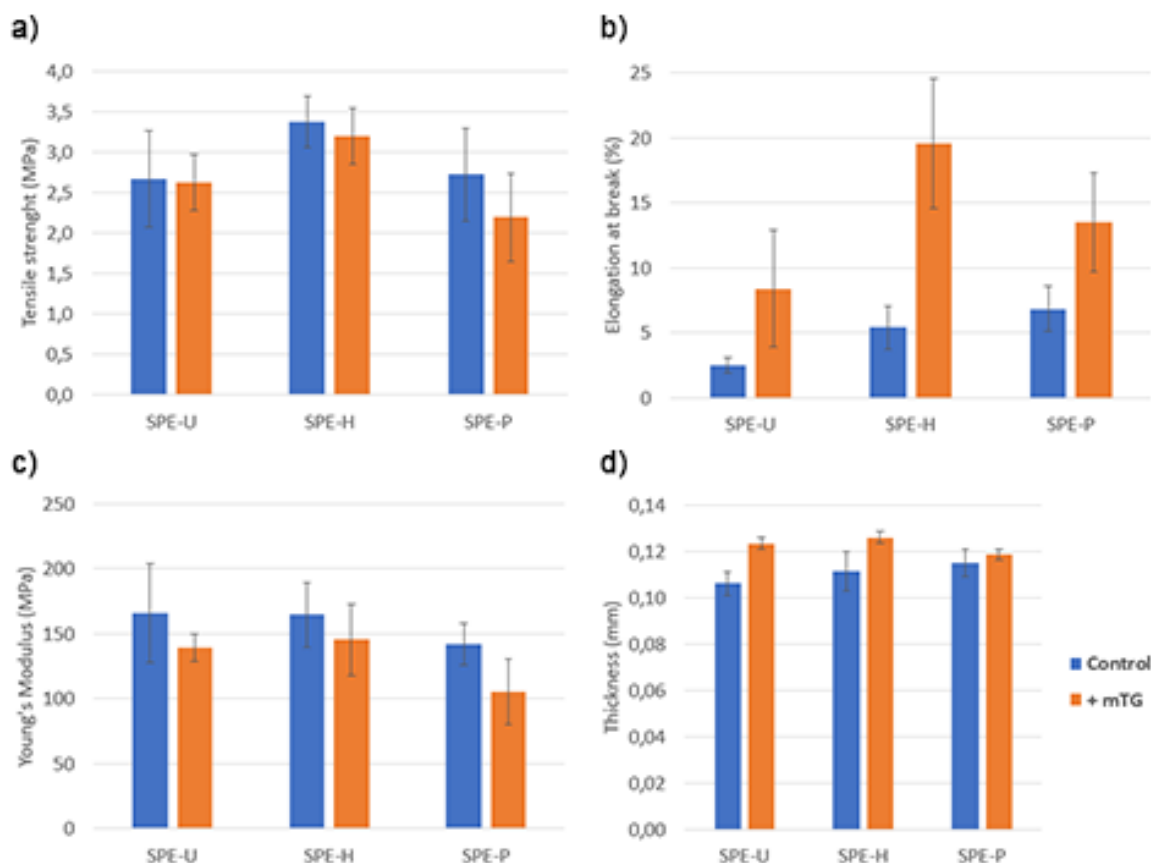 a)
Tensile strenght (MPa)
4,0
3,5
3,0
2,5
2,0
1,5
1,0
0,5
0,0
SPE-U SPE-H SPE-P
b)
Elongation at break (%)
25
20
15
10
5
0
SPE-U SPE-H SPE-P
c)
Young's Modulus (MPa)
250
200
150
100
50
0
SPE-U SPE-H SPE-P
d)
Thickness (mm)
0,14
0,12
0,10
0,08
0,06
0,04
0,02
0,00
SPE-U SPE-H SPE-P
Control
+ mTG